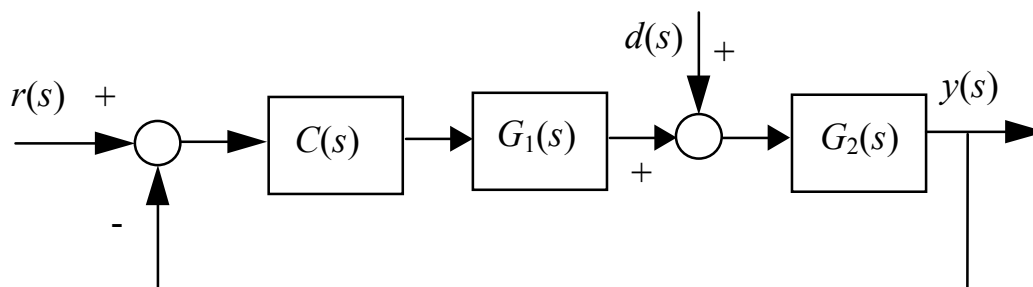 d(s) +
r(s) +
C(s)
G₁(s)
+
G₂(s)
y(s)
-